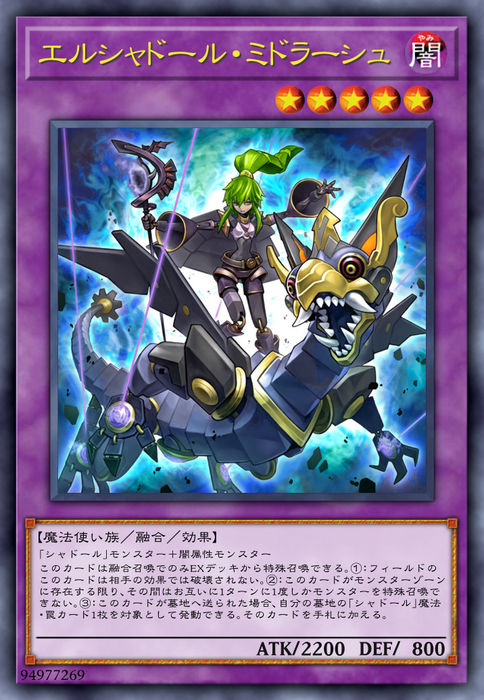 エルシャドール・ミドラーシュ
やみ
闇
【魔法使い族／融合／効果】
「シャドール」モンスター＋闇属性モンスター
このカードは融合召喚でのみEXデッキから特殊召喚できる。①：フィールドの
このカードは相手の効果では破壊されない。②：このカードがモンスターゾーン
に存在する限り、その間はお互いに1ターンに1度しかモンスターを特殊召喚で
きない。③：このカードが墓地へ送られた場合、自分の墓地の「シャドール」魔法
・罠カード1枚を対象として発動できる。そのカードを手札に加える。
ATK/2200 DEF/ 800
94977269